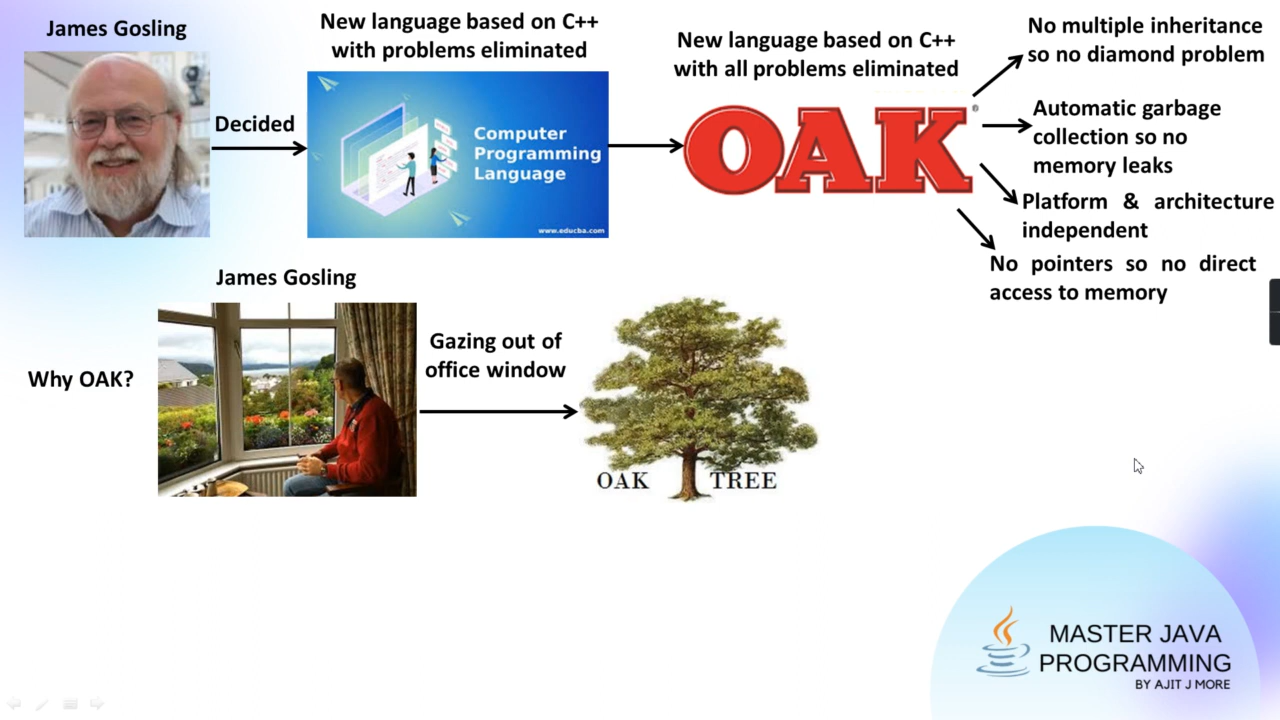 James Gosling
Decided
New language based on C++
with problems eliminated
Computer
Programming
Language
www.educba.com
New language based on C++
with all problems eliminated
OAK
®
No multiple inheritance
so no diamond problem
Automatic garbage
collection so no
memory leaks
Platform & architecture
independent
No pointers so no direct
access to memory
Why OAK?
James Gosling
Gazing out of
office window
OAK TREE
MASTER JAVA
PROGRAMMING
BY AJIT J MORE